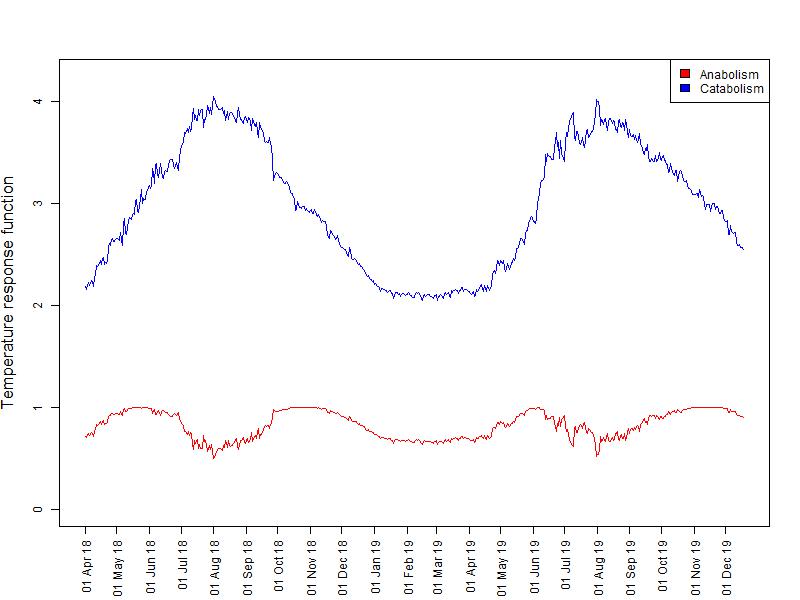 Anabolism
Catabolism
Temperature response function
4
3
2
1
0
01 Apr 18
01 May 18
01 Jun 18
01 Jul 18
01 Aug 18
01 Sep 18
01 Oct 18
01 Nov 18
01 Dec 18
01 Jan 19
01 Feb 19
01 Mar 19
01 Apr 19
01 May 19
01 Jun 19
01 Jul 19
01 Aug 19
01 Sep 19
01 Oct 19
01 Nov 19
01 Dec 19